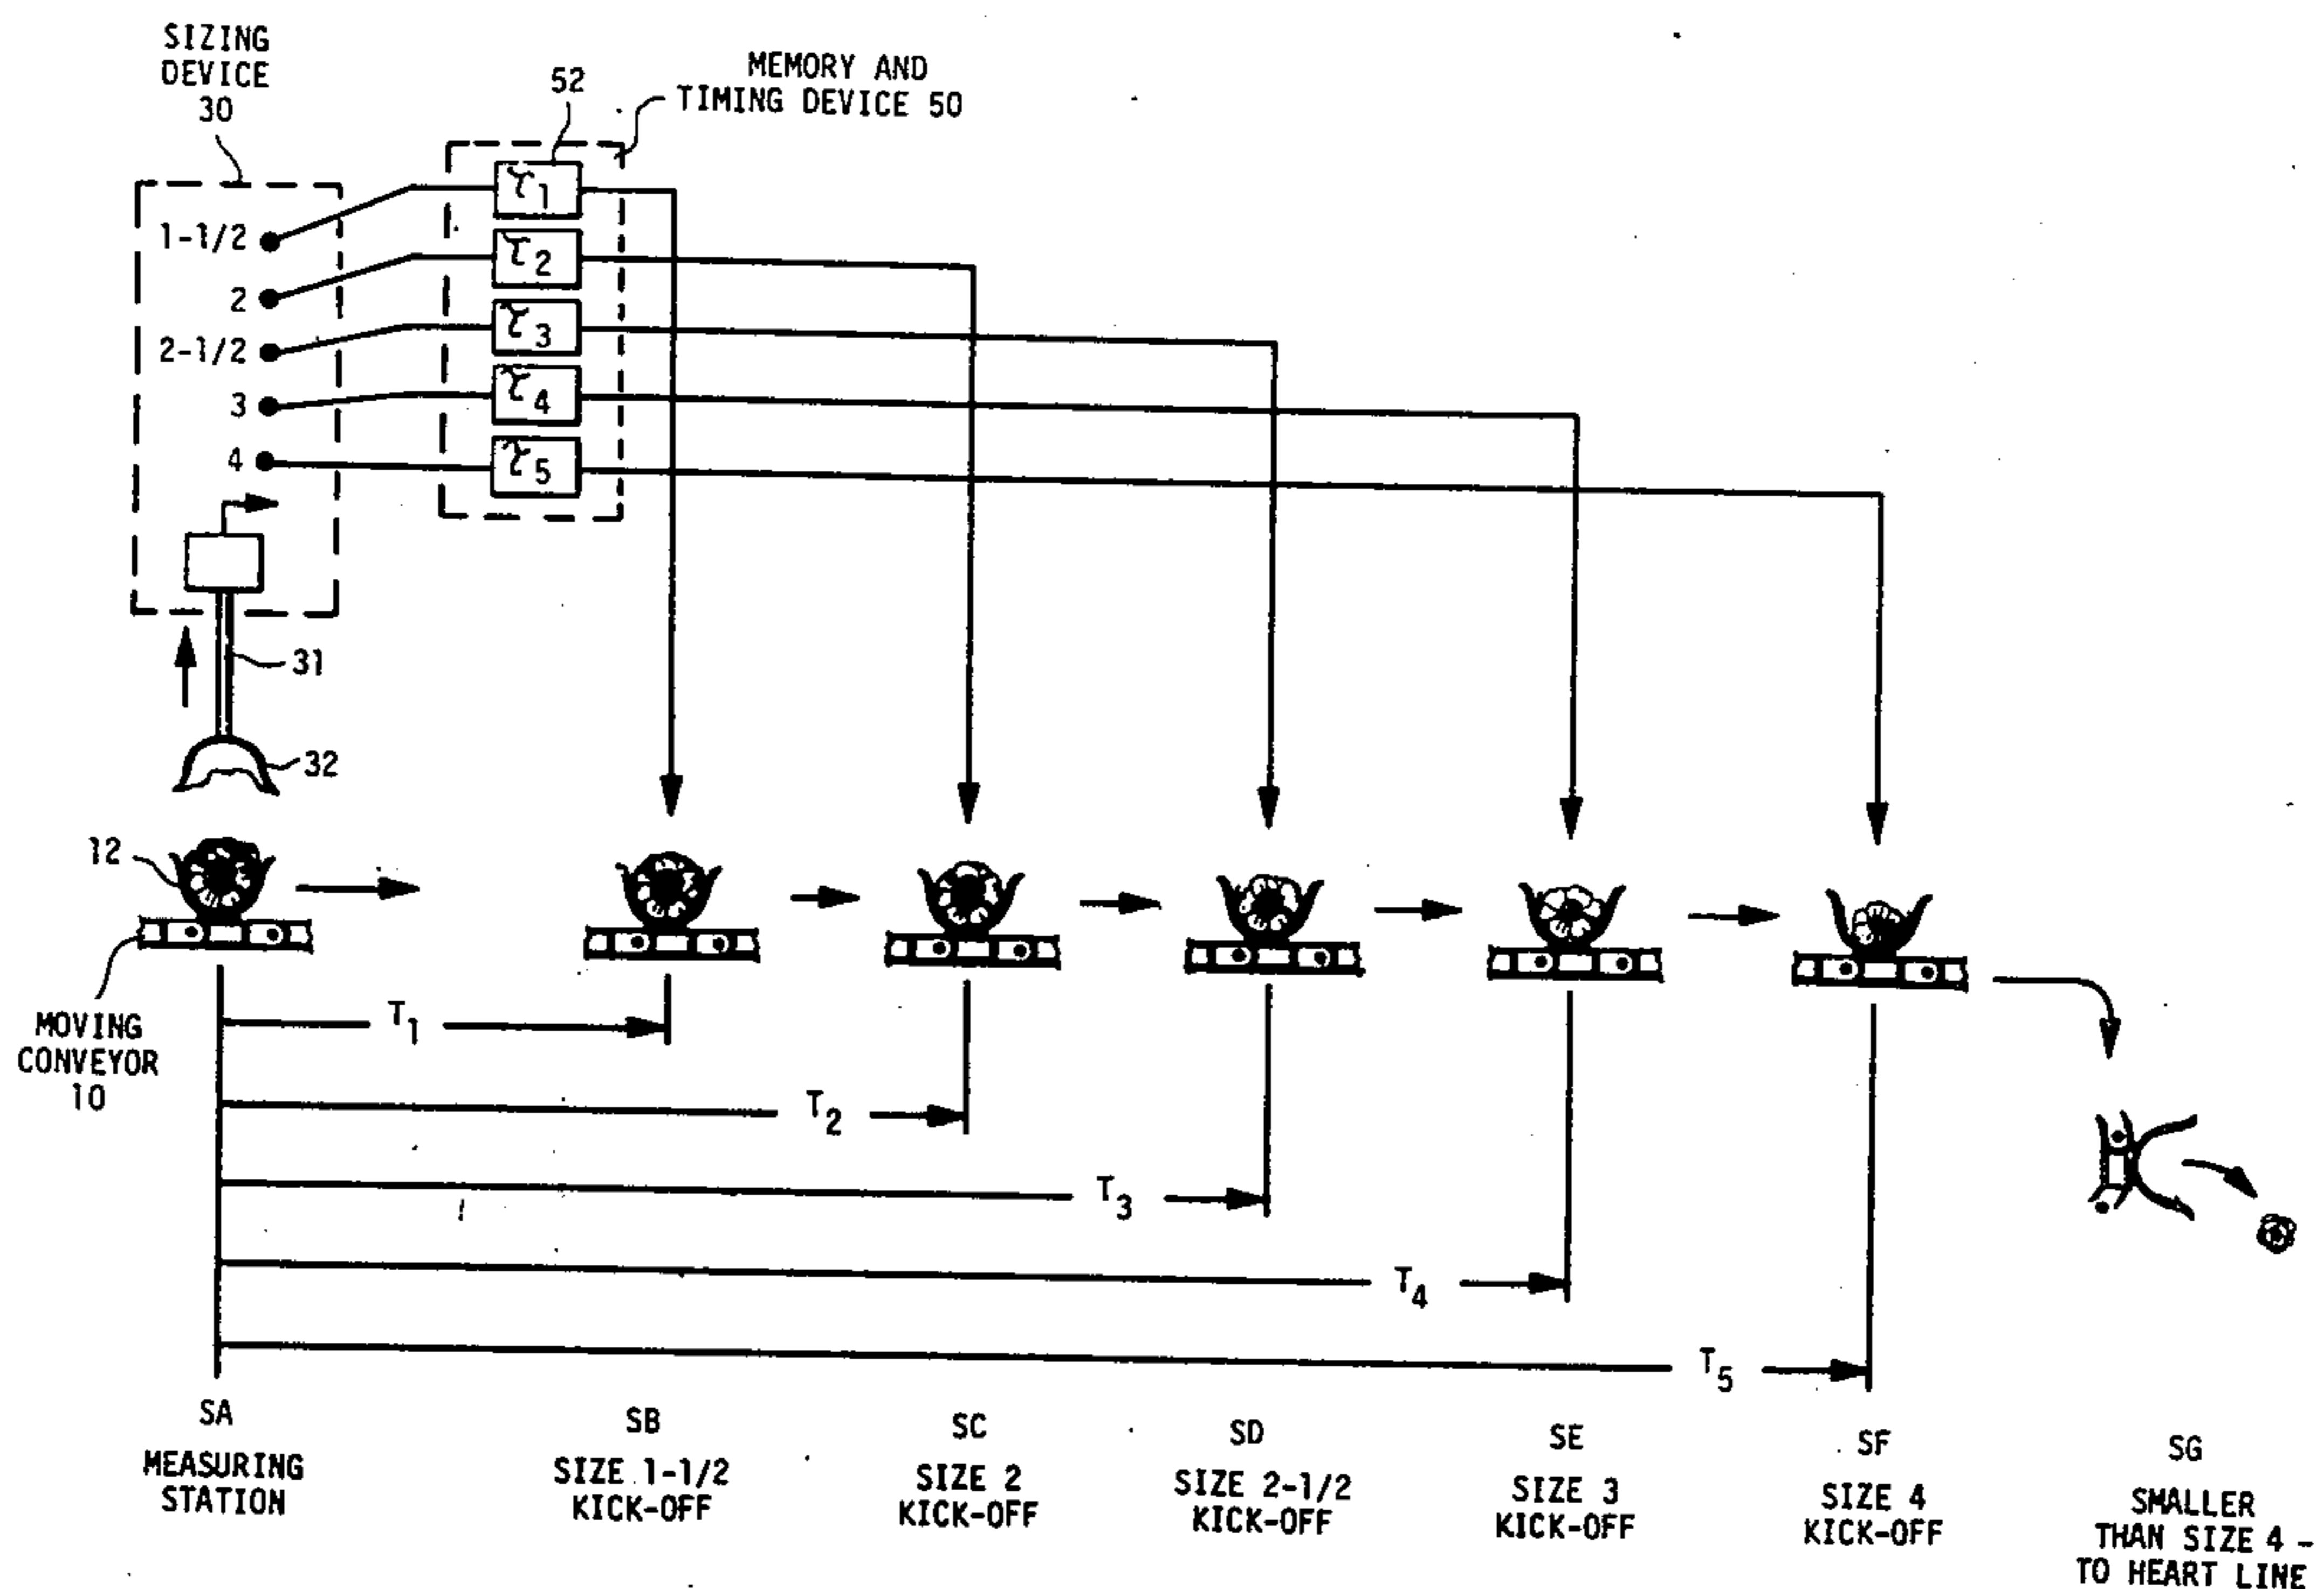 SIZING
DEVICE
30
52
MEMORY AND
TIMING DEVICE 50
1-1/2
2
2-1/2
3
4
τ1
τ2
τ3
τ4
τ5
31
32
12
MOVING
CONVEYOR
10
T1
T2
T3
T4
T5
SA
MEASURING
STATION
SB
SIZE 1-1/2
KICK-OFF
SC
SIZE 2
KICK-OFF
SD
SIZE 2-1/2
KICK-OFF
SE
SIZE 3
KICK-OFF
SF
SIZE 4
KICK-OFF
SG
SMALLER
THAN SIZE 4 -
TO HEART LINE